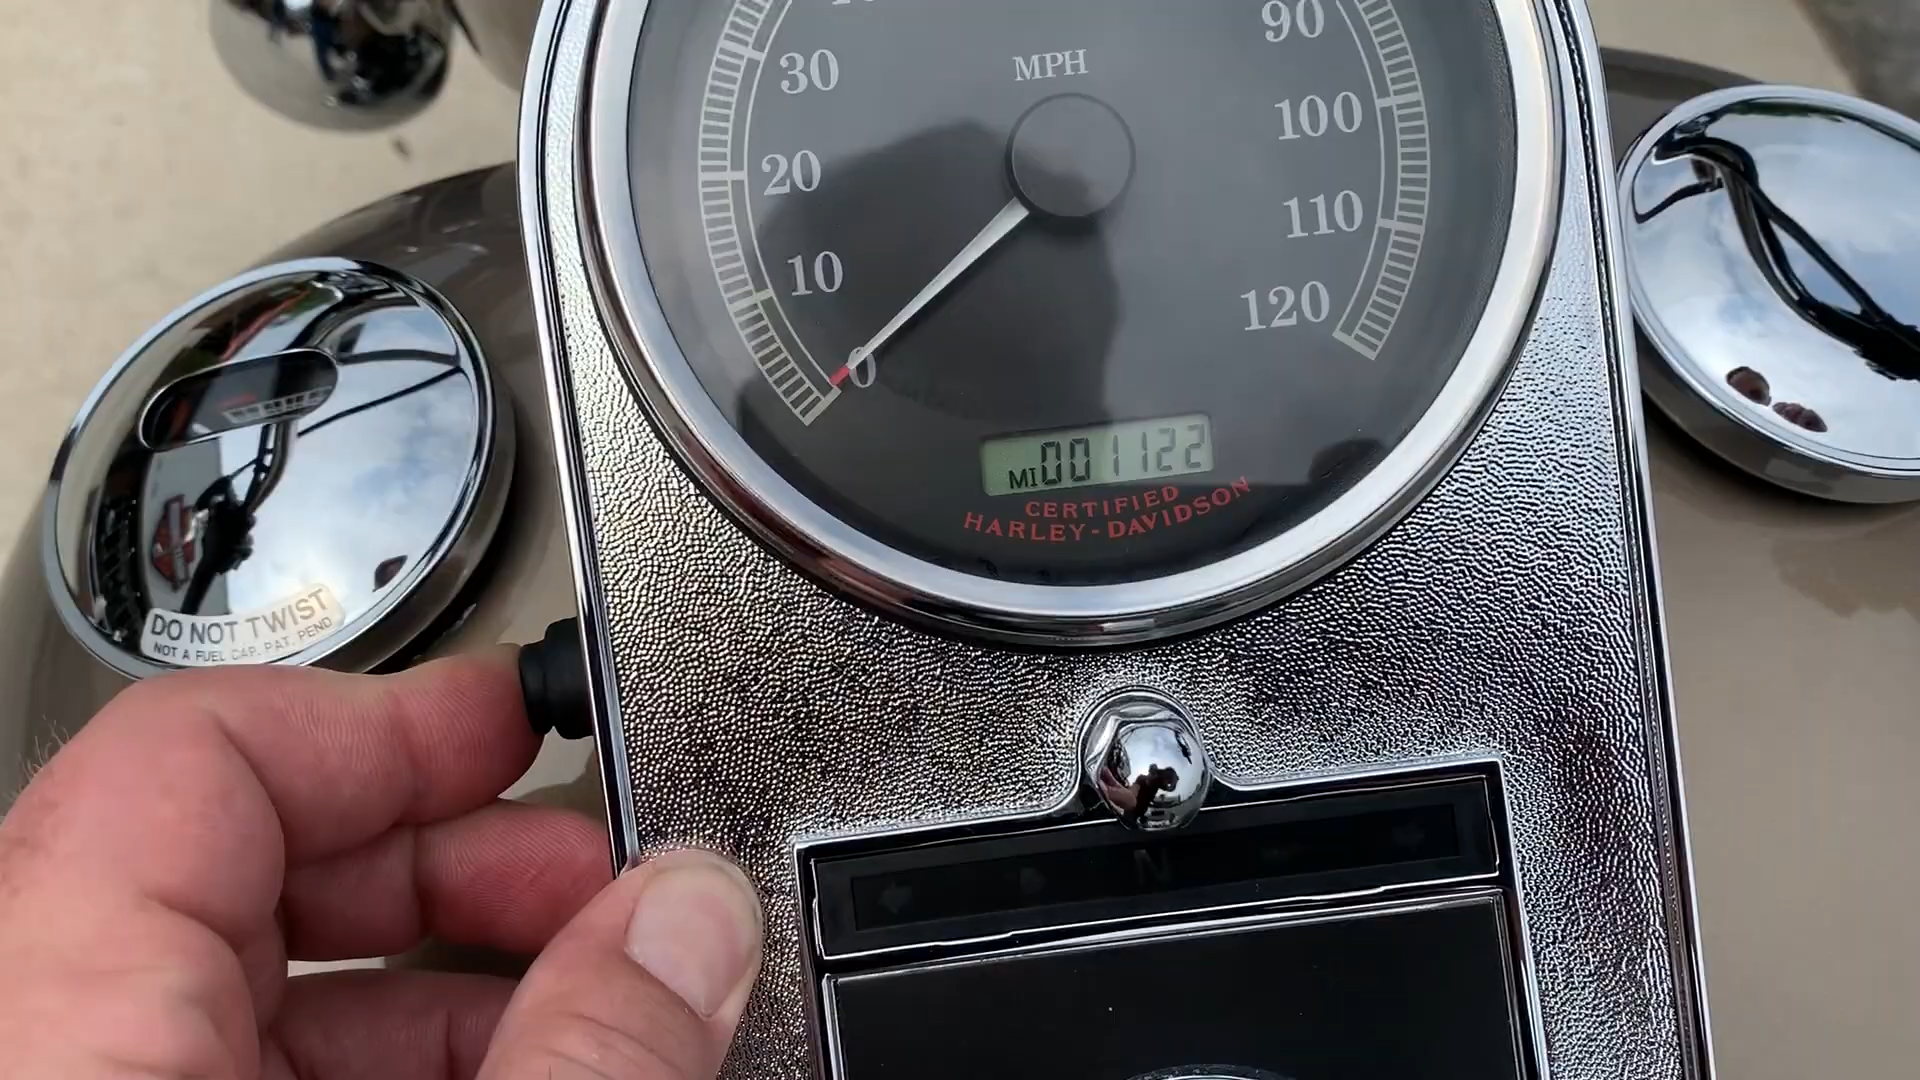 MPH
30
20
10
0
90
100
110
120
MI 001122
CERTIFIED
HARLEY-DAVIDSON
DO NOT TWIST
NOT A FUEL CAP. PAT. PEND
N